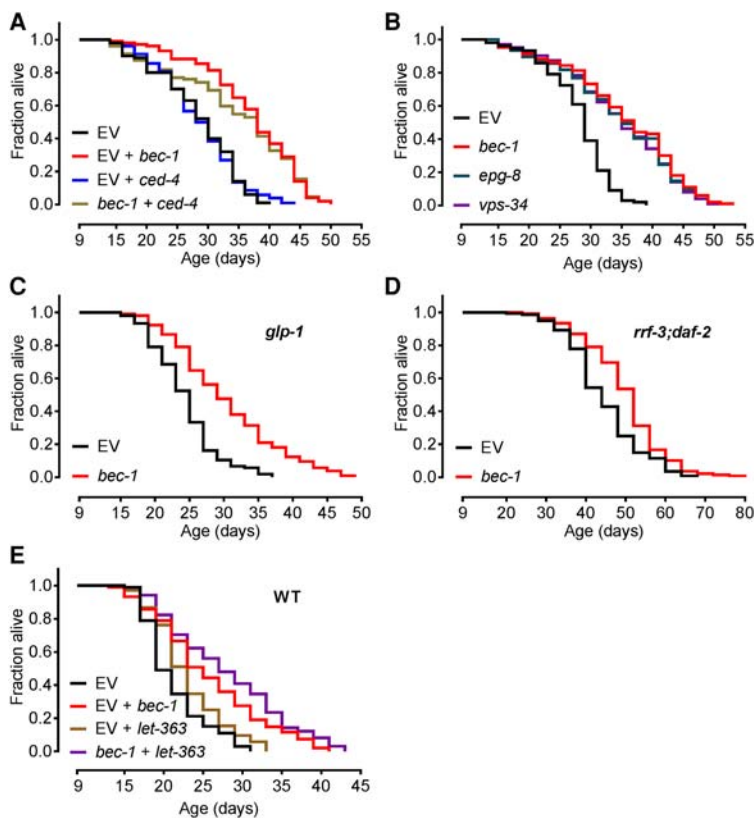 A
Fraction alive
1.0
0.8
0.6
0.4
0.2
0.0
EV
EV + bec-1
EV + ced-4
bec-1 + ced-4
9 15 20 25 30 35 40 45 50 55
Age (days)
B
Fraction alive
1.0
0.8
0.6
0.4
0.2
0.0
EV
bec-1
epg-8
vps-34
9 15 20 25 30 35 40 45 50 55
Age (days)
C
Fraction alive
1.0
0.8
0.6
0.4
0.2
0.0
glp-1
EV
bec-1
9 15 20 25 30 35 40 45 50
Age (days)
D
Fraction alive
1.0
0.8
0.6
0.4
0.2
0.0
rrf-3;daf-2
EV
bec-1
9 20 30 40 50 60 70 80
Age (days)
E
Fraction alive
1.0
0.8
0.6
0.4
0.2
0.0
WT
EV
EV + bec-1
EV + let-363
bec-1 + let-363
9 15 20 25 30 35 40 45
Age (days)